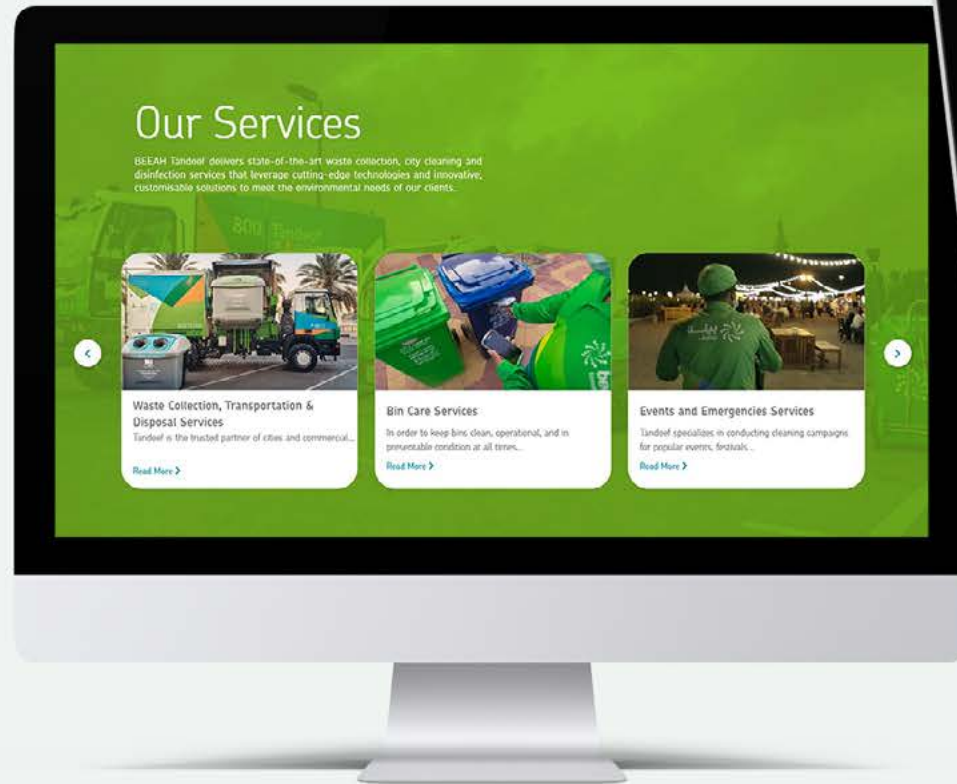 Our Services
BEEAH Tandeef delivers state-of-the-art waste collection, city cleaning and
disinfection services that leverage cutting-edge technologies and innovative,
customisable solutions to meet the environmental needs of our clients.
800 Tandeef
Waste Collection, Transportation &
Disposal Services
Tandeef is the trusted partner of cities and commercial...
Read More
Bin Care Services
In order to keep bins clean, operational, and in
presentable condition at all times...
Read More
Events and Emergencies Services
Tandeef specializes in conducting cleaning campaigns
for popular events, festivals...
Read More